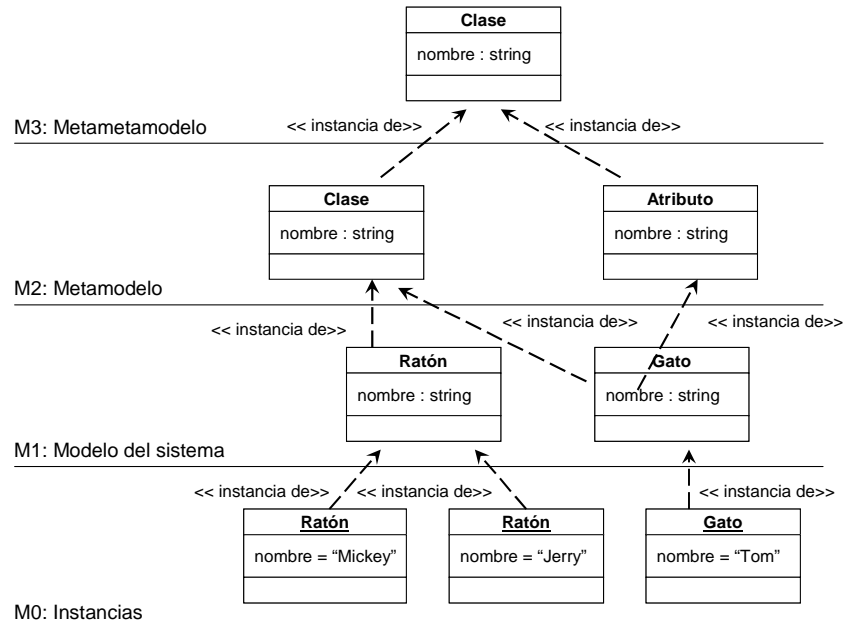 Clase
nombre : string
M3: Metametamodelo
<< instancia de>>
<< instancia de>>
Clase
nombre : string
Atributo
nombre : string
M2: Metamodelo
<< instancia de>>
<< instancia de>>
<< instancia de>>
Ratón
nombre : string
Gato
nombre : string
M1: Modelo del sistema
<< instancia de>>
<< instancia de>>
<< instancia de>>
Ratón
nombre = “Mickey”
Ratón
nombre = “Jerry”
Gato
nombre = “Tom”
M0: Instancias